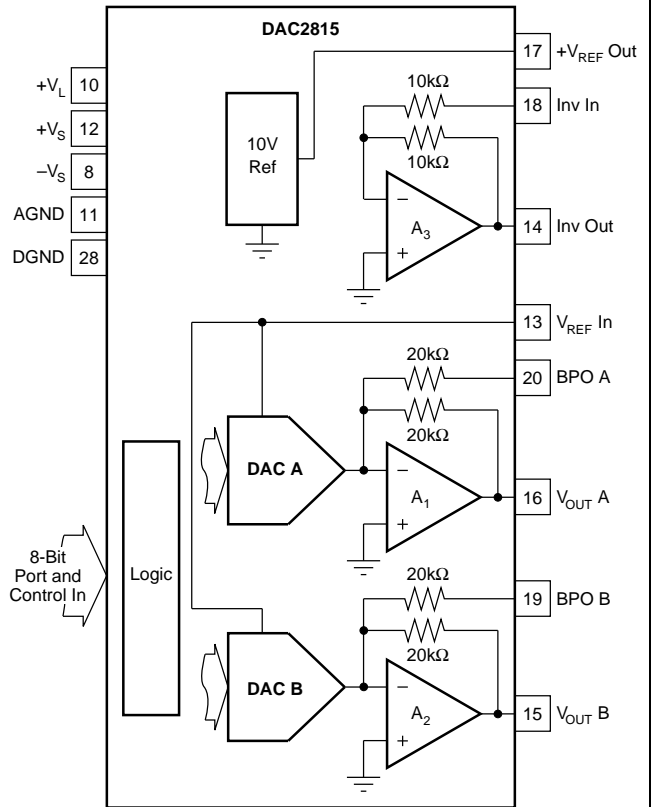 DAC2815
17 +V_REF Out
+V_L 10
10kΩ
18 Inv In
+V_S 12
10V
Ref
10kΩ
–V_S 8
AGND 11
–
A_3
+
14 Inv Out
DGND 28
13 V_REF In
20kΩ
20 BPO A
20kΩ
DAC A
–
A_1
+
16 V_OUT A
8-Bit
Port and
Control In
Logic
20kΩ
19 BPO B
20kΩ
DAC B
–
A_2
+
15 V_OUT B